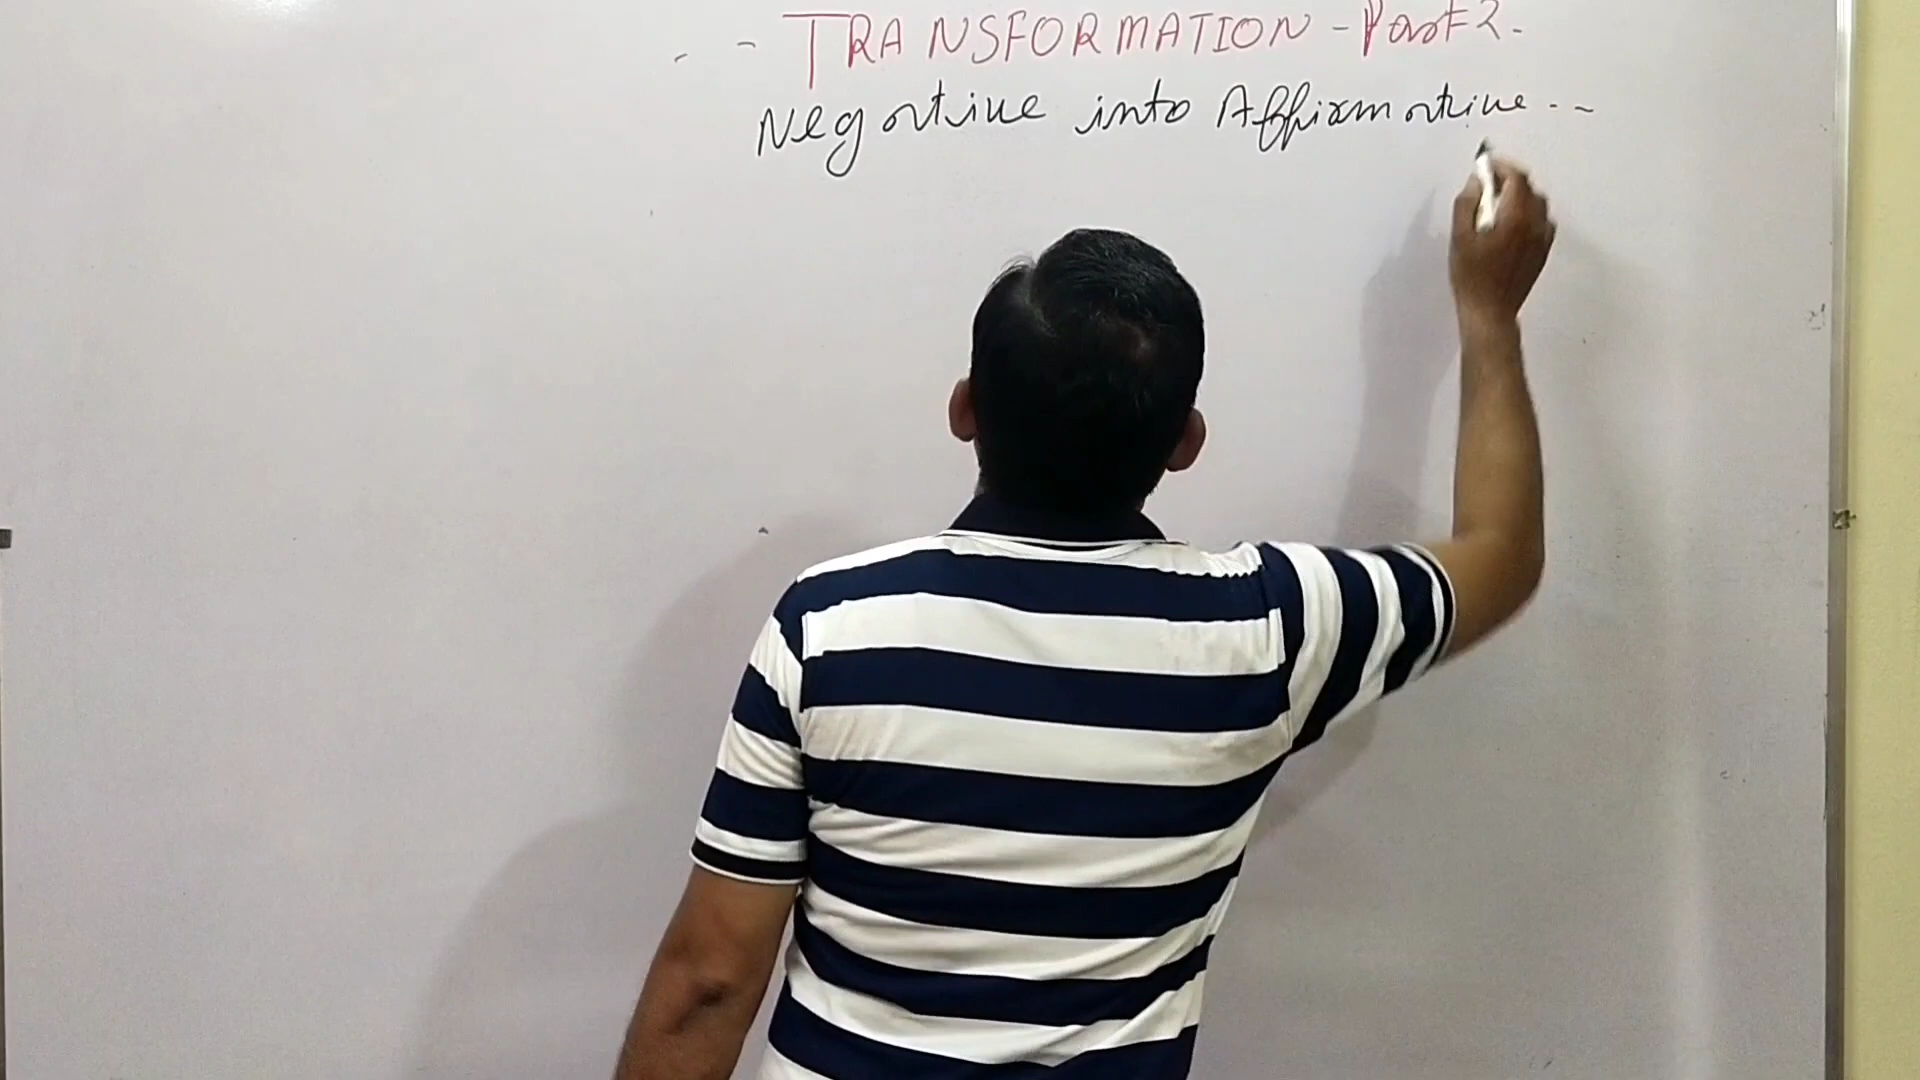 - - TRANSFORMATION - Part 2.
Negative into Affirmative - -